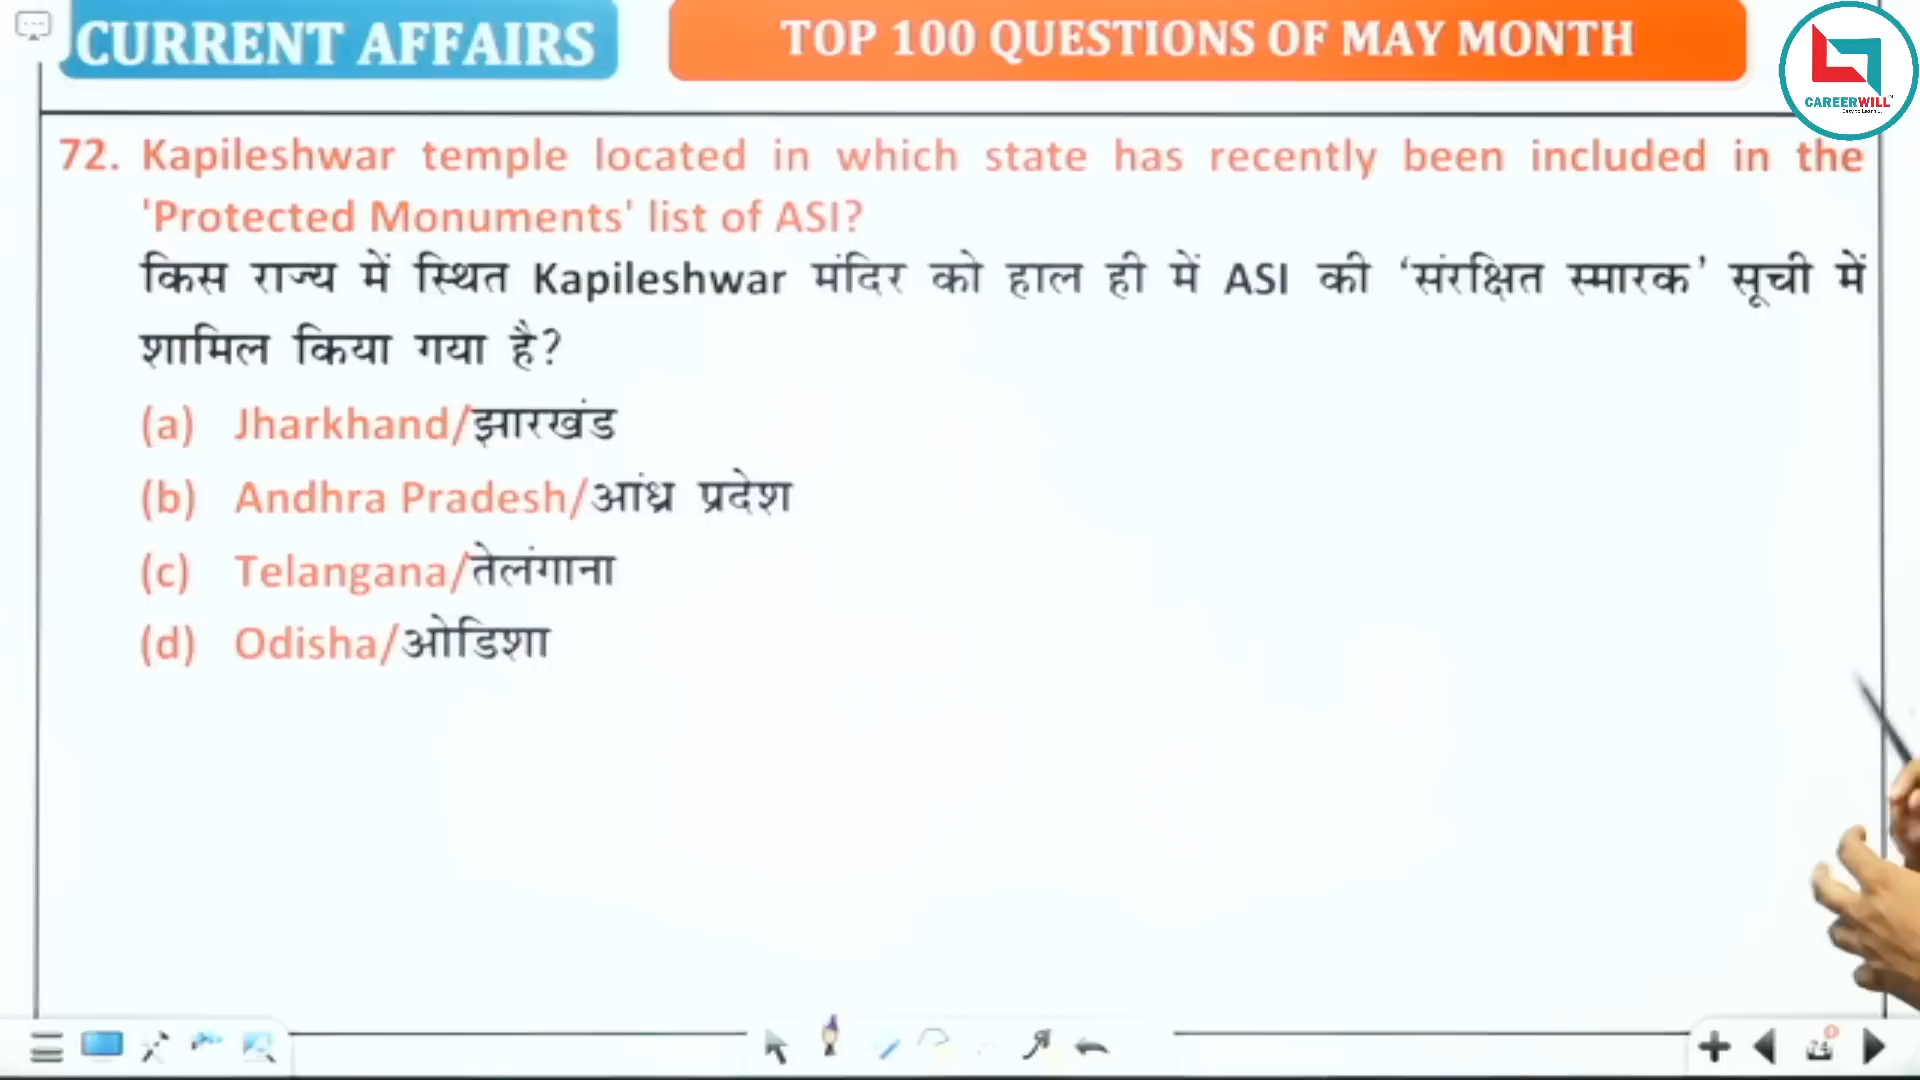 CURRENT AFFAIRS
TOP 100 QUESTIONS OF MAY MONTH
CAREERWILL
72. Kapileshwar temple located in which state has recently been included in the
'Protected Monuments' list of ASI?
किस राज्य में स्थित Kapileshwar मंदिर को हाल ही में ASI की ‘संरक्षित स्मारक’ सूची में
शामिल किया गया है?
(a) Jharkhand/झारखंड
(b) Andhra Pradesh/आंध्र प्रदेश
(c) Telangana/तेलंगाना
(d) Odisha/ओडिशा